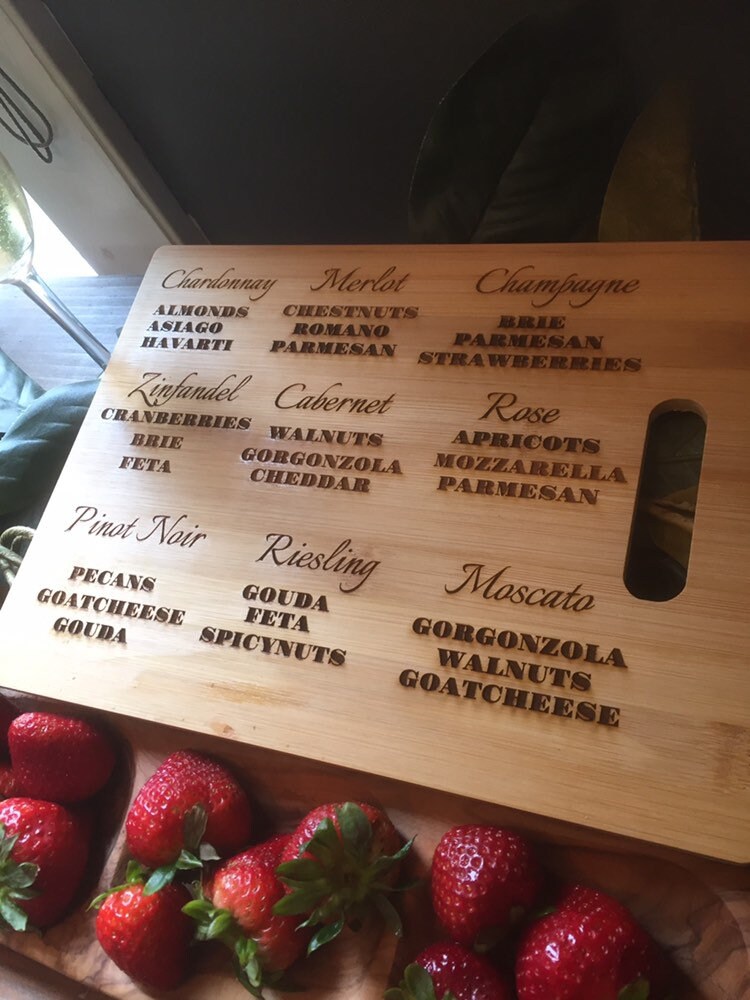 Chardonnay
ALMONDS
ASIAGO
HAVARTI
Merlot
CHESTNUTS
ROMANO
PARMESAN
Champagne
BRIE
PARMESAN
STRAWBERRIES
Zinfandel
CRANBERRIES
BRIE
FETA
Cabernet
WALNUTS
GORGONZOLA
CHEDDAR
Rose
APRICOTS
MOZZARELLA
PARMESAN
Pinot Noir
PECANS
GOATCHEESE
GOUDA
Riesling
GOUDA
FETA
SPICYNUTS
Moscato
GORGONZOLA
WALNUTS
GOATCHEESE